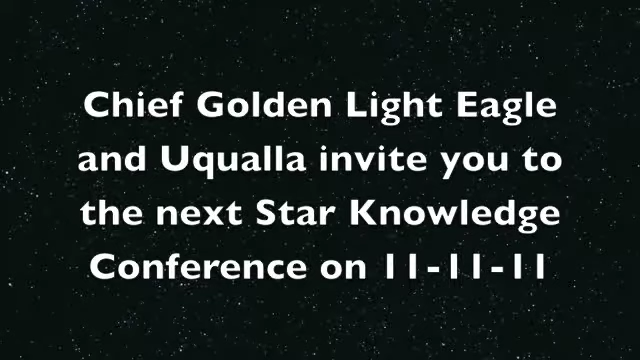 Chief Golden Light Eagle
and Uqualla invite you to
the next Star Knowledge
Conference on 11-11-11